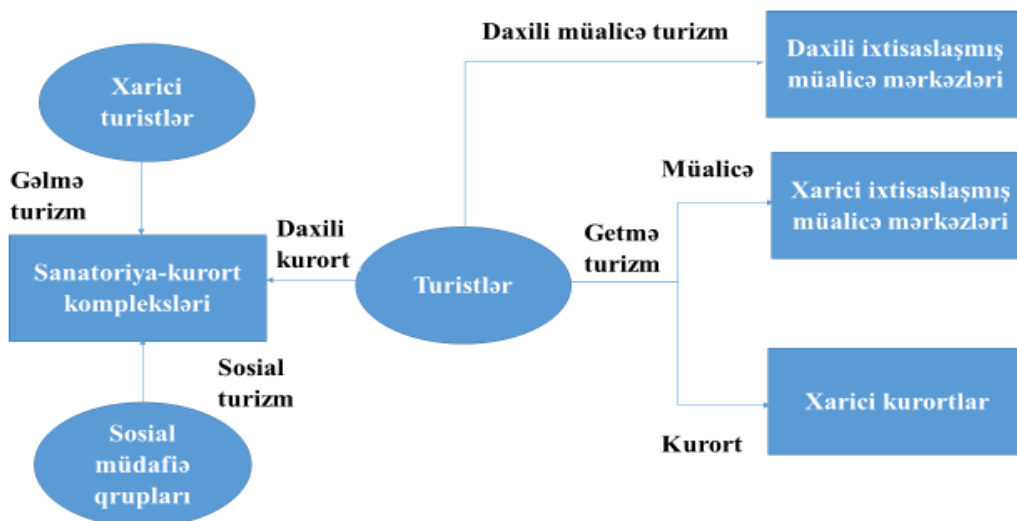 Daxili müalicə turizm
Daxili ixtisaslaşmış
müalicə mərkəzləri
Xarici
turistlər
Gəlmə
turizm
Müalicə
Xarici ixtisaslaşmış
müalicə mərkəzləri
Sanatoriya-kurort
kompleksləri
Daxili
kurort
Turistlər
Getmə
turizm
Sosial
turizm
Xarici kurortlar
Kurort
Sosial
müdafiə
qrupları